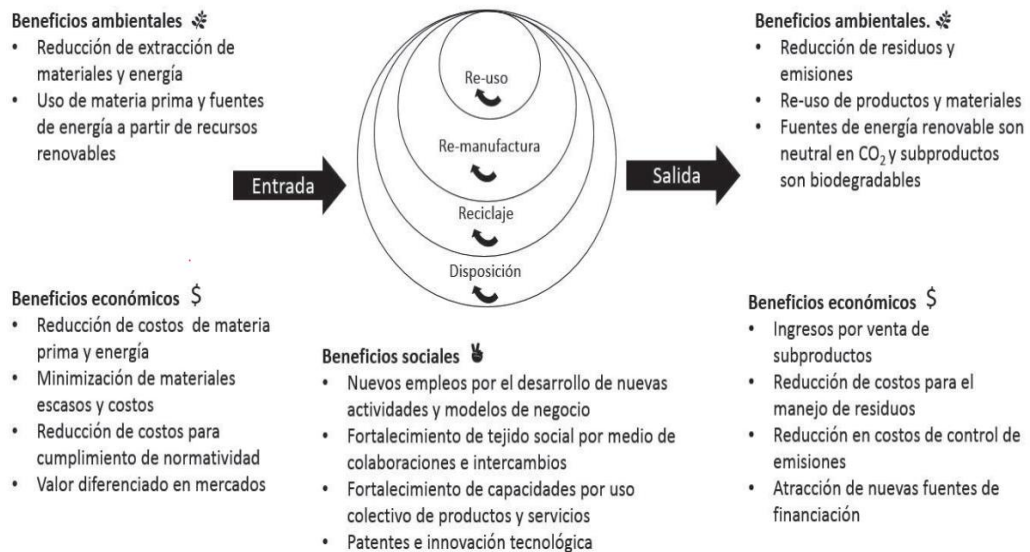 Beneficios ambientales
• Reducción de extracción de
materiales y energía
• Uso de materia prima y fuentes
de energía a partir de recursos
renovables
Entrada
Re-uso
Re-manufactura
Reciclaje
Disposición
Salida
Beneficios ambientales.
• Reducción de residuos y
emisiones
• Re-uso de productos y materiales
• Fuentes de energía renovable son
neutral en CO₂ y subproductos
son biodegradables
Beneficios económicos $
• Reducción de costos de materia
prima y energía
• Minimización de materiales
escasos y costos
• Reducción de costos para
cumplimiento de normatividad
• Valor diferenciado en mercados
Beneficios sociales
• Nuevos empleos por el desarrollo de nuevas
actividades y modelos de negocio
• Fortalecimiento de tejido social por medio de
colaboraciones e intercambios
• Fortalecimiento de capacidades por uso
colectivo de productos y servicios
• Patentes e innovación tecnológica
Beneficios económicos $
• Ingresos por venta de
subproductos
• Reducción de costos para el
manejo de residuos
• Reducción en costos de control de
emisiones
• Atracción de nuevas fuentes de
financiación